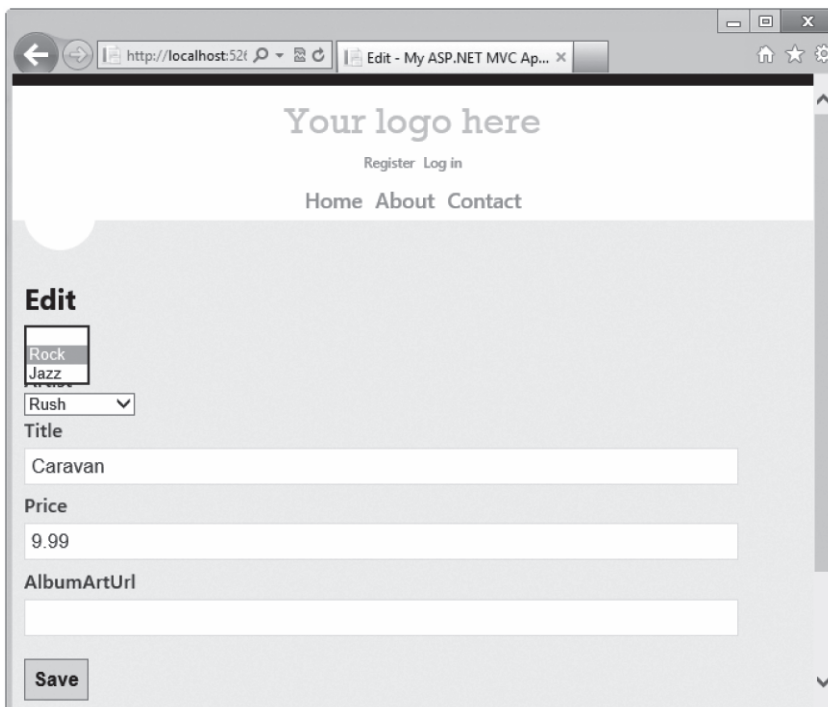 http://localhost:526
Edit - My ASP.NET MVC Ap...
Your logo here
Register Log in
Home About Contact
Edit
Rock
Jazz
Rush
Title
Caravan
Price
9.99
AlbumArtUrl
Save